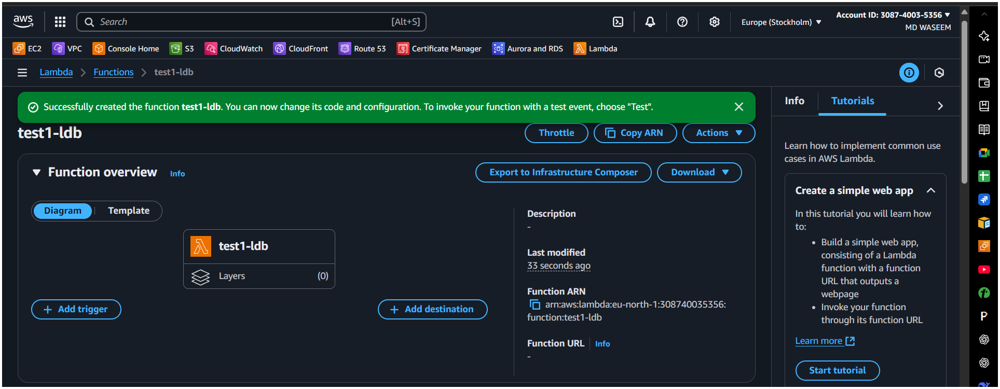 aws
Search
[Alt+S]
Europe (Stockholm)
Account ID: 3087-4003-5356
MD WASEEM
EC2
VPC
Console Home
S3
CloudWatch
CloudFront
Route 53
Certificate Manager
Aurora and RDS
Lambda
Lambda
Functions
test1-ldb
Successfully created the function test1-ldb. You can now change its code and configuration. To invoke your function with a test event, choose "Test".
test1-ldb
Throttle
Copy ARN
Actions
Function overview
Info
Export to Infrastructure Composer
Download
Diagram
Template
test1-ldb
Layers
(0)
Add trigger
Add destination
Description
-
Last modified
33 seconds ago
Function ARN
arn:aws:lambda:eu-north-1:308740035356:
function:test1-ldb
Function URL
Info
-
Info
Tutorials
Learn how to implement common use
cases in AWS Lambda.
Create a simple web app
In this tutorial you will learn how
to:
• Build a simple web app,
consisting of a Lambda
function with a function
URL that outputs a
webpage
• Invoke your function
through its function URL
Learn more
Start tutorial
P